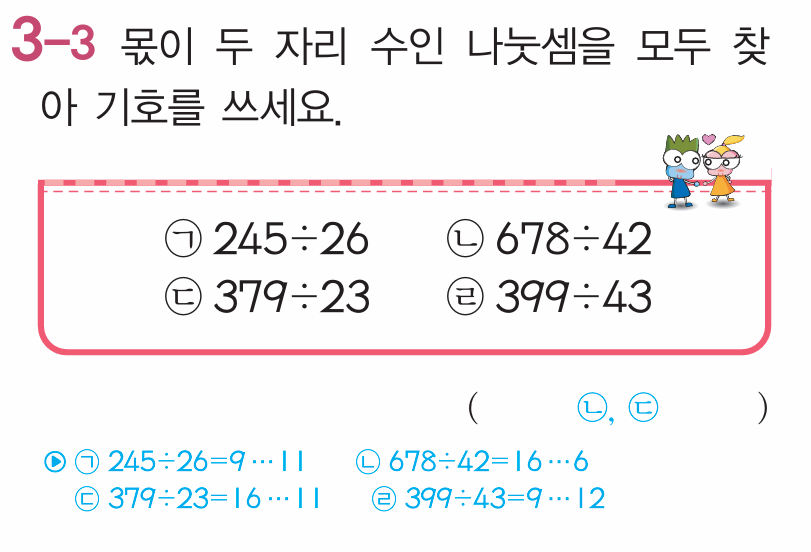 3-3 몫이 두 자리 수인 나눗셈을 모두 찾
아 기호를 쓰세요.
㉠ 245÷26 ㉡ 678÷42
㉢ 379÷23 ㉣ 399÷43
( ㉡, ㉢ )
▶ ㉠ 245÷26=9…11 ㉡ 678÷42=16…6
㉢ 379÷23=16…11 ㉣ 399÷43=9…12